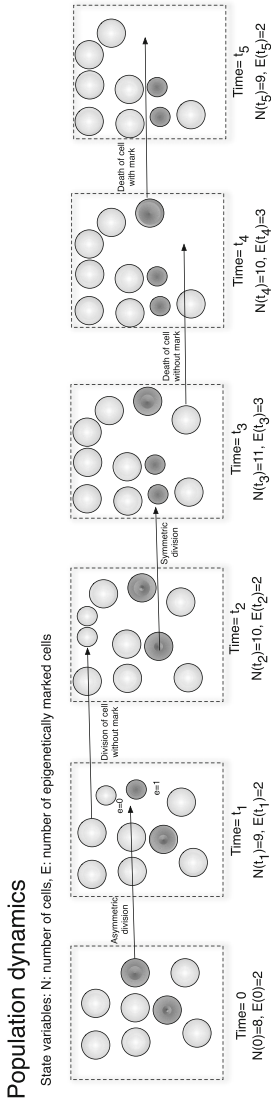 Population dynamics
State variables: N: number of cells, E: number of epigenetically marked cells
Asymmetric
division
e=0
e=1
Division of cell
without mark
Symmetric
division
Death of cell
without mark
Death of cell
with mark
Time= 0
N(0)=8, E(0)=2
Time= t1
N(t1)=9, E(t1)=2
Time= t2
N(t2)=10, E(t2)=2
Time= t3
N(t3)=11, E(t3)=3
Time= t4
N(t4)=10, E(t4)=3
Time= t5
N(t5)=9, E(t5)=2